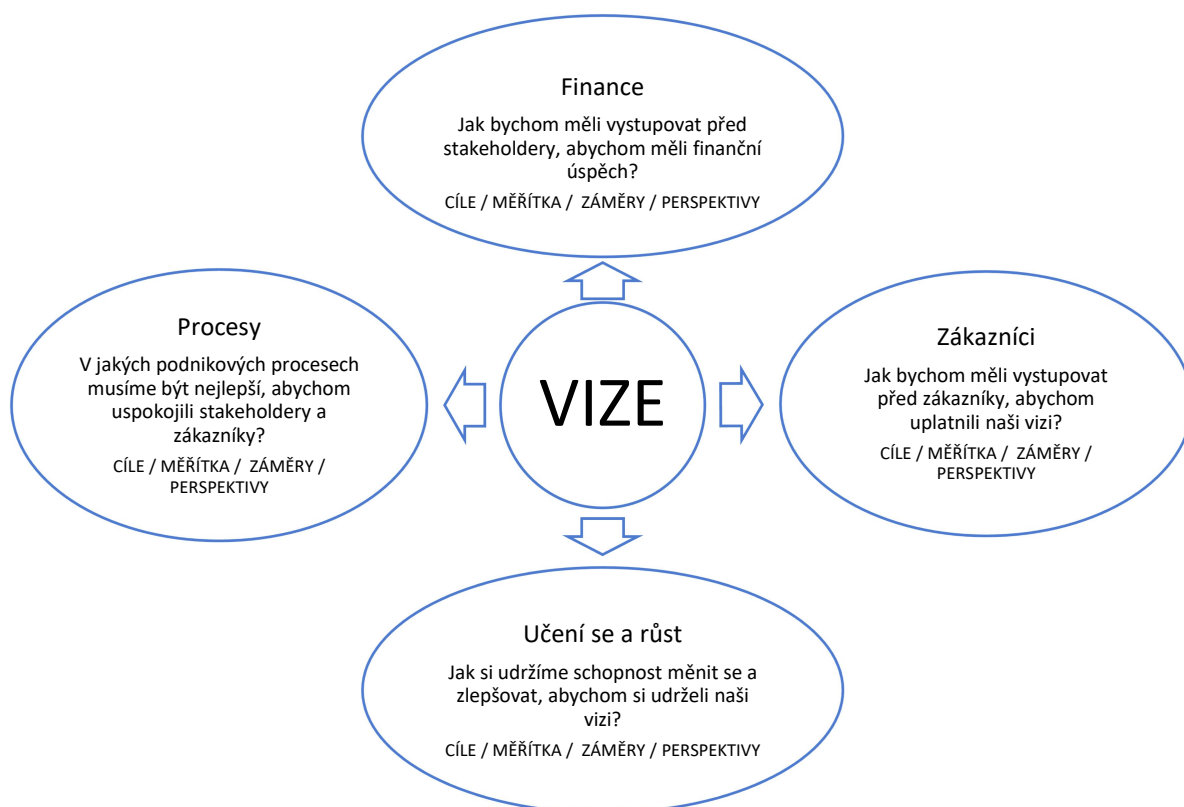 Finance
Jak bychom měli vystupovat před
stakeholdery, abychom měli finanční
úspěch?
CÍLE / MĚŘÍTKA / ZÁMĚRY / PERSPEKTIVY
Procesy
V jakých podnikových procesech
musíme být nejlepší, abychom
uspokojili stakeholdery a
zákazníky?
CÍLE / MĚŘÍTKA / ZÁMĚRY /
PERSPEKTIVY
VIZE
Zákazníci
Jak bychom měli vystupovat
před zákazníky, abychom
uplatnili naši vizi?
CÍLE / MĚŘÍTKA / ZÁMĚRY /
PERSPEKTIVY
Učení se a růst
Jak si udržíme schopnost měnit se a
zlepšovat, abychom si udrželi naši
vizi?
CÍLE / MĚŘÍTKA / ZÁMĚRY / PERSPEKTIVY